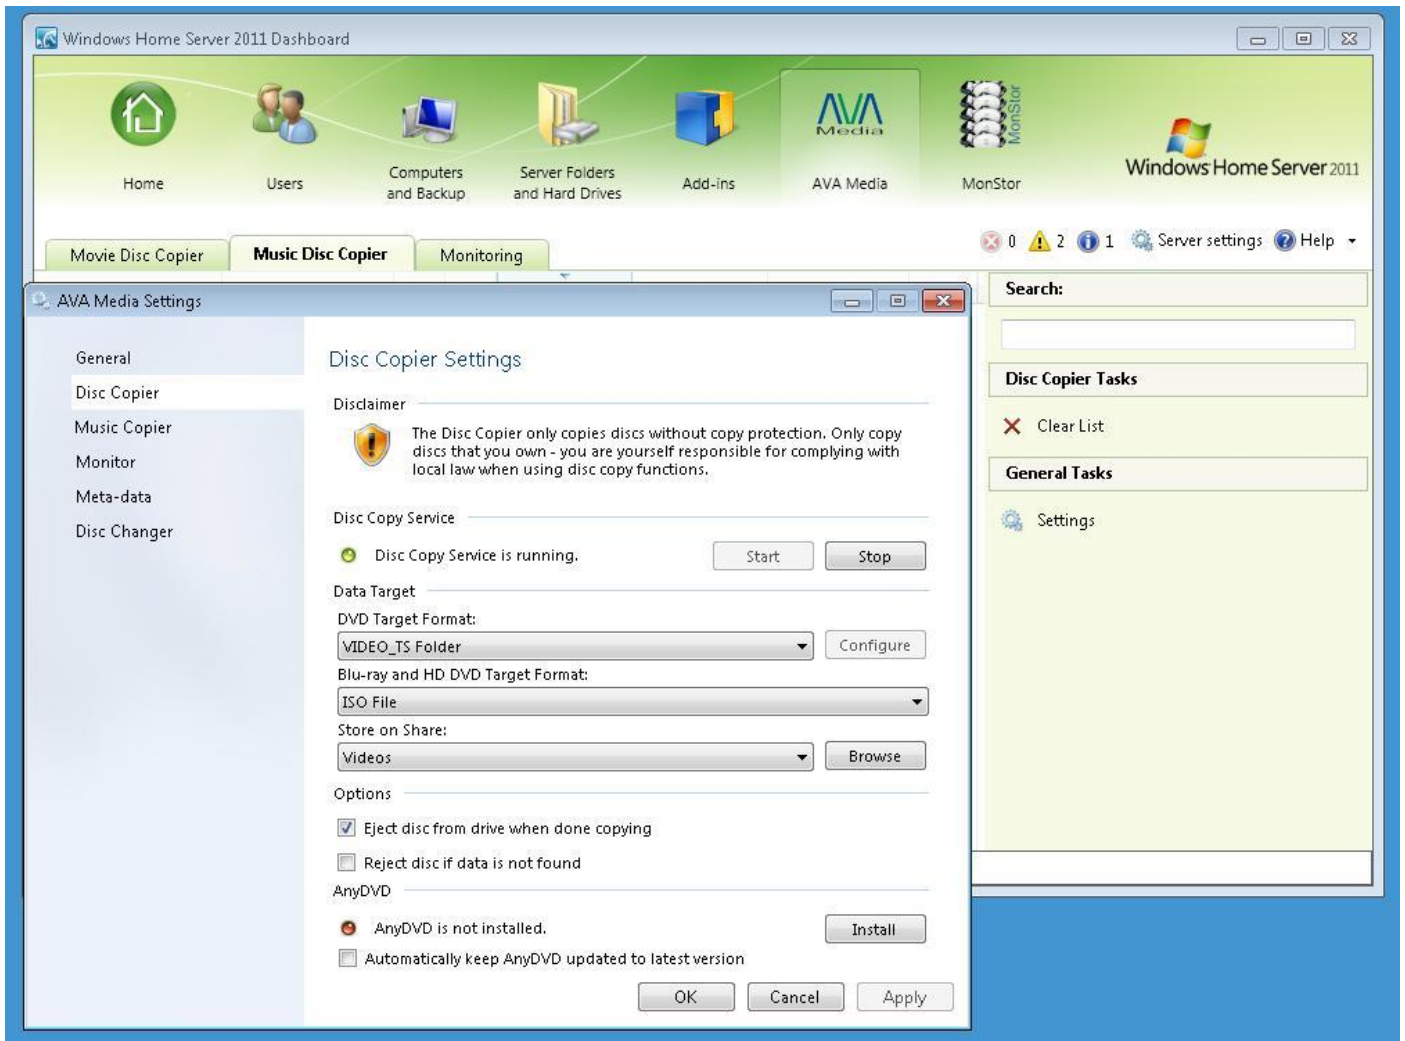 Windows Home Server 2011 Dashboard
Home
Users
Computers
and Backup
Server Folders
and Hard Drives
Add-ins
AVA
Media
AVA Media
MonStor
MonStor
Windows Home Server 2011
Movie Disc Copier
Music Disc Copier
Monitoring
0 2 1 Server settings Help
AVA Media Settings
General
Disc Copier
Music Copier
Monitor
Meta-data
Disc Changer
Disc Copier Settings
Disclaimer
The Disc Copier only copies discs without copy protection. Only copy
discs that you own - you are yourself responsible for complying with
local law when using disc copy functions.
Disc Copy Service
Disc Copy Service is running.
Start
Stop
Data Target
DVD Target Format:
VIDEO_TS Folder
Configure
Blu-ray and HD DVD Target Format:
ISO File
Store on Share:
Videos
Browse
Options
Eject disc from drive when done copying
Reject disc if data is not found
AnyDVD
AnyDVD is not installed.
Install
Automatically keep AnyDVD updated to latest version
OK
Cancel
Apply
Search:
Disc Copier Tasks
Clear List
General Tasks
Settings